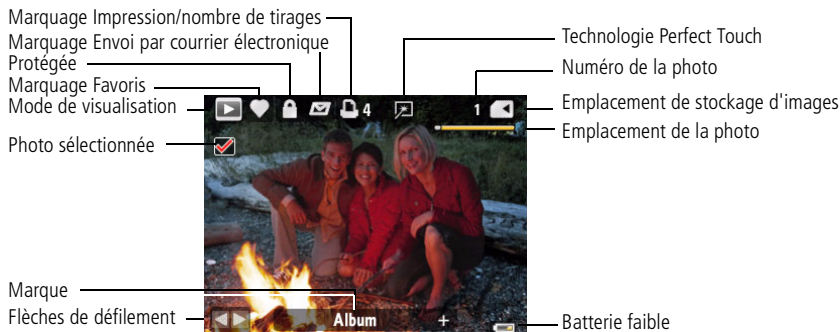 Marquage Impression/nombre de tirages
Marquage Envoi par courrier électronique
Protégée
Marquage Favoris
Mode de visualisation
Photo sélectionnée
Marque
Flèches de défilement
4
1
Album
+
Technologie Perfect Touch
Numéro de la photo
Emplacement de stockage d'images
Emplacement de la photo
Batterie faible